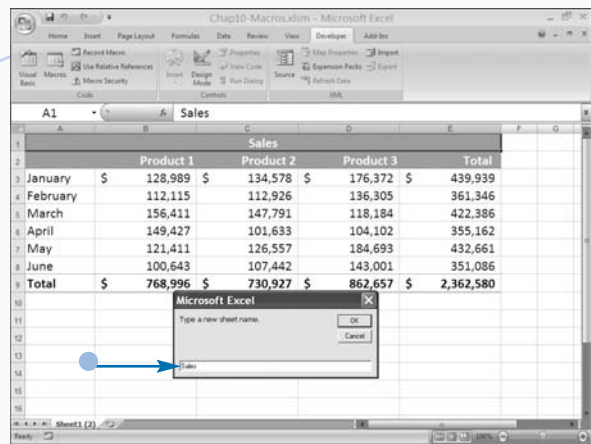 Chap10-Macros.xlsm - Microsoft Excel
Home Insert Page Layout Formulas Data Review View Developer Add-Ins
Visual Basic
Macros
Record Macro
Use Relative References
Macro Security
Code
Insert
Design Mode
Properties
View Code
Run Dialog
Controls
Source
Map Properties
Expansion Packs
Refresh Data
Import
Export
XML
A1 fx Sales
A B C D E F G
1 Sales
2 Product 1 Product 2 Product 3 Total
3 January $ 128,989 $ 134,578 $ 176,372 $ 439,939
4 February 112,115 112,926 136,305 361,346
5 March 156,411 147,791 118,184 422,386
6 April 149,427 101,633 104,102 355,162
7 May 121,411 126,557 184,693 432,661
8 June 100,643 107,442 143,001 351,086
9 Total $ 768,996 $ 730,927 $ 862,657 $ 2,362,580
10
11
12
13
14
15
16
Microsoft Excel
Type a new sheet name.
OK
Cancel
Sales
Sheet1 (2)
Ready 100%